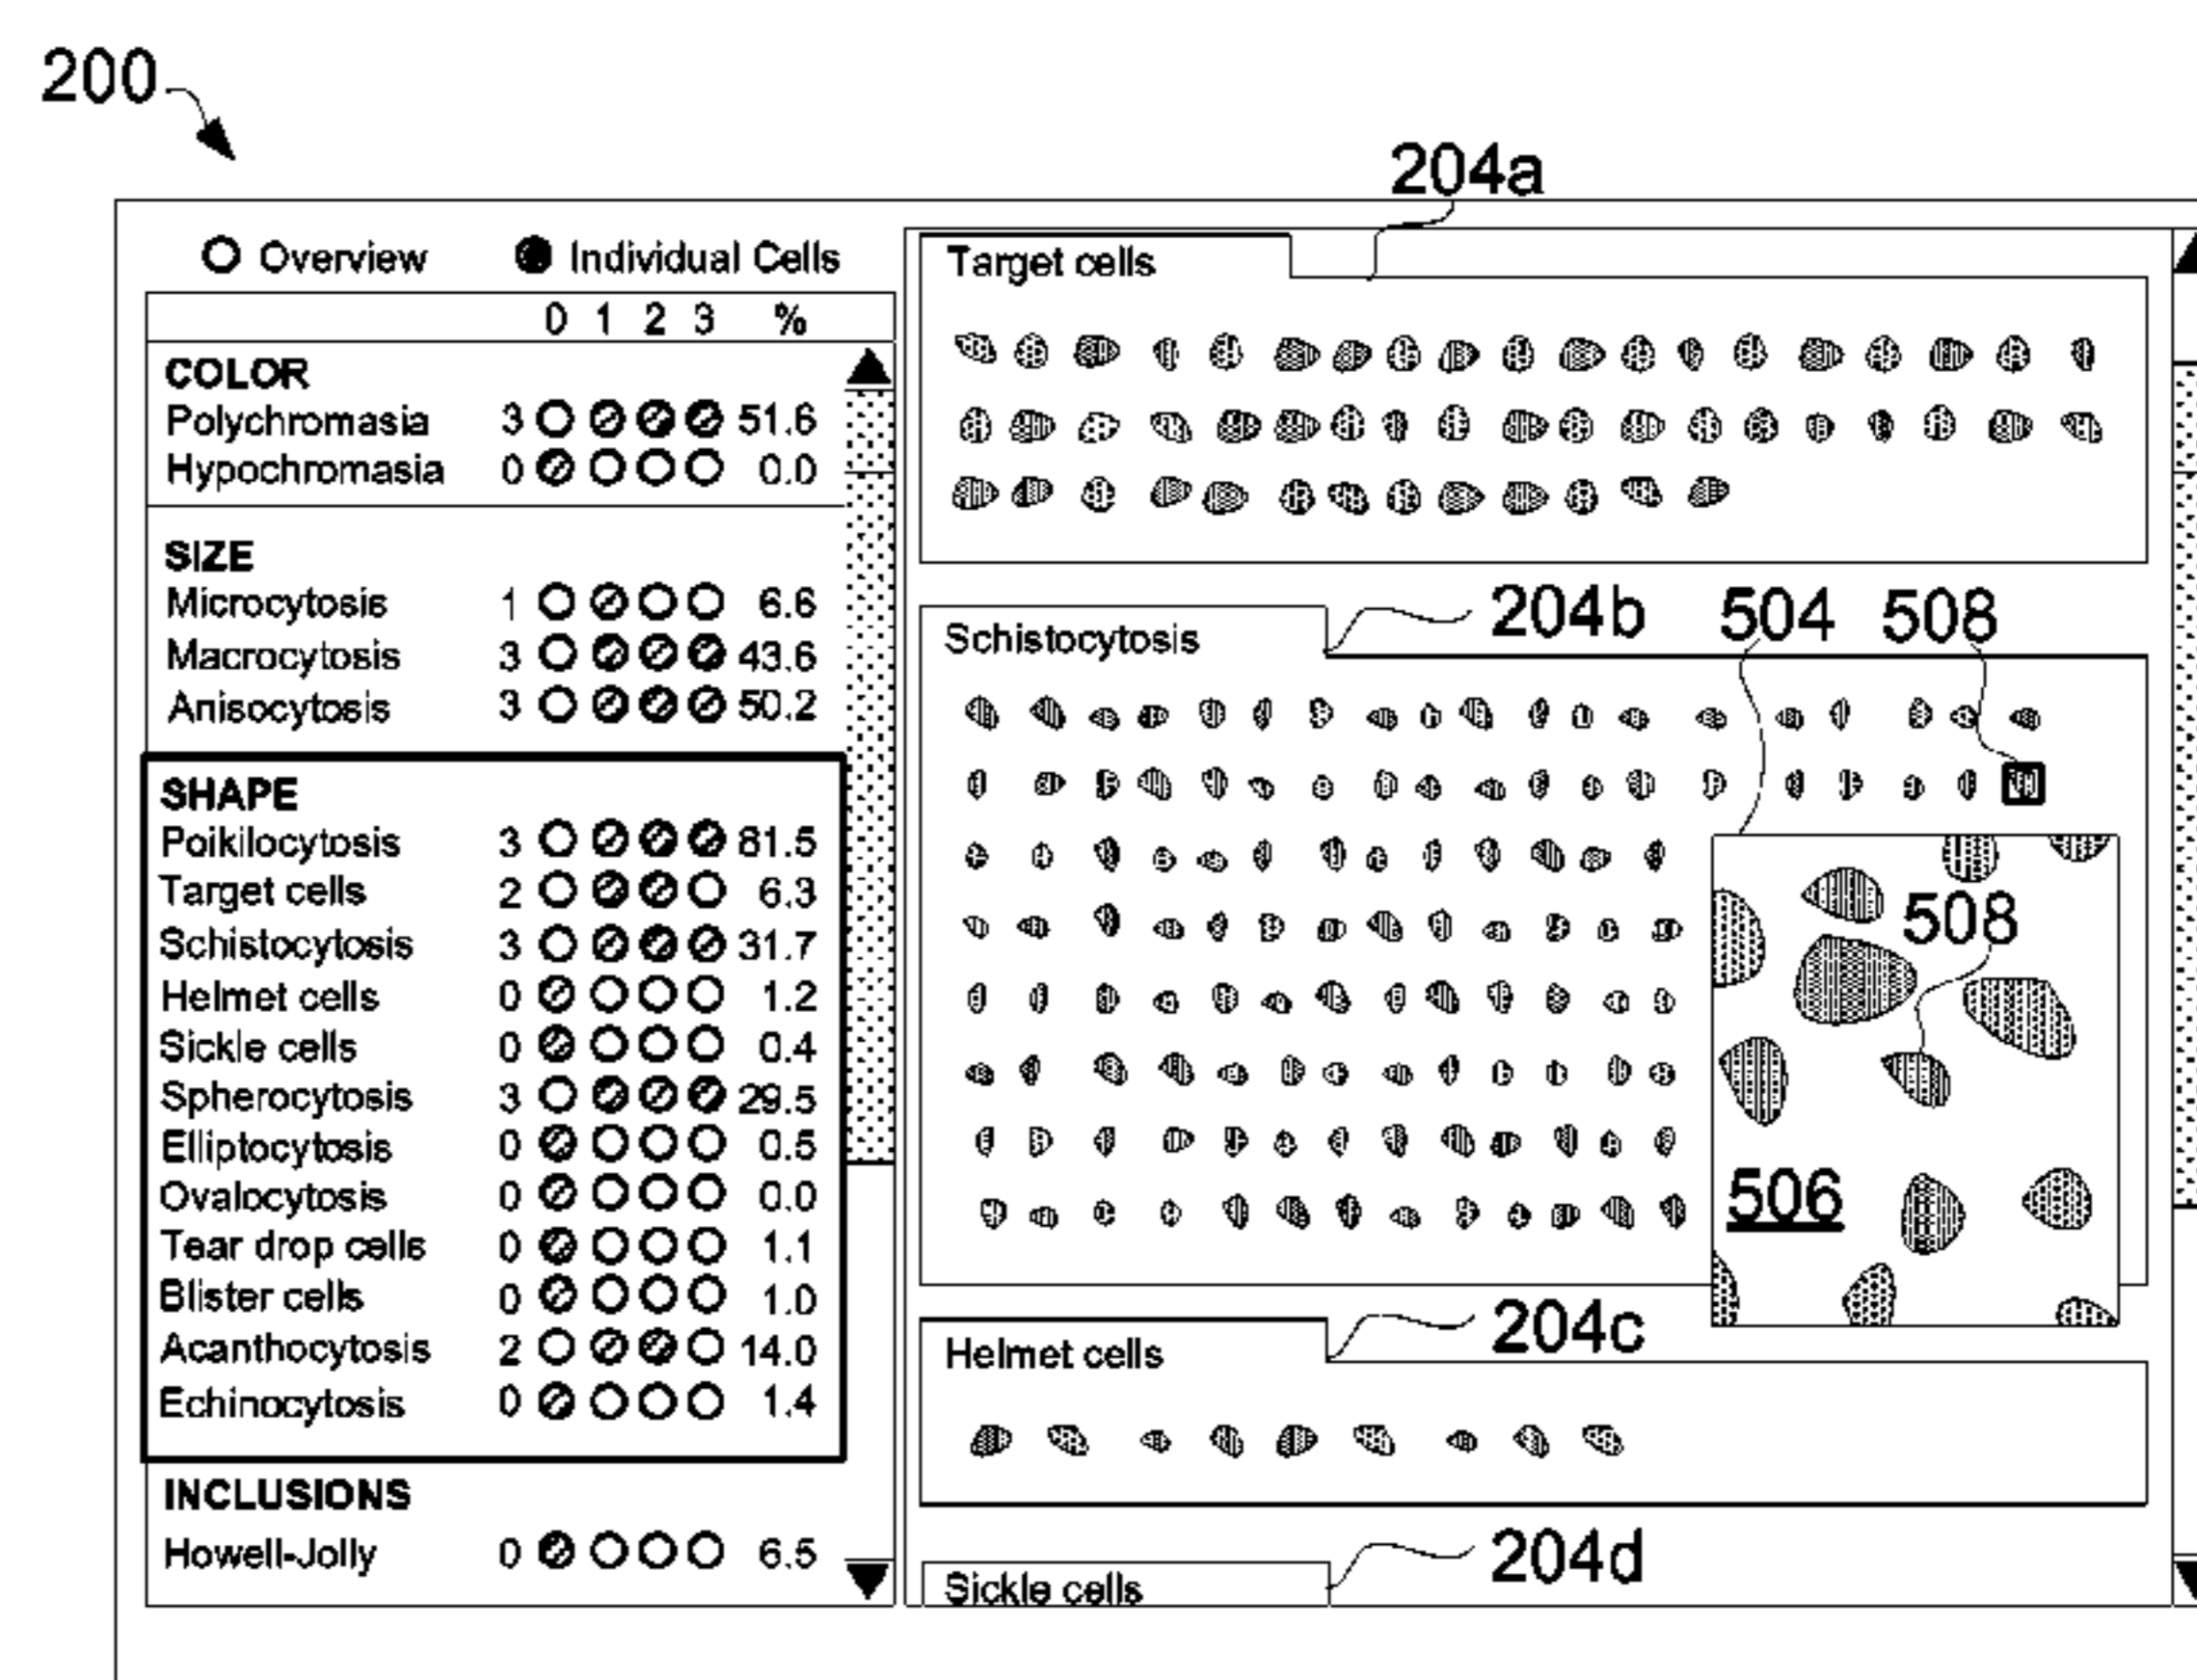 200
204a
Overview Individual Cells
0 1 2 3 %
COLOR
Polychromasia 3 51.6
Hypochromasia 0 0.0
SIZE
Microcytosis 1 6.6
Macrocytosis 3 43.6
Anisocytosis 3 50.2
SHAPE
Poikilocytosis 3 81.5
Target cells 2 6.3
Schistocytosis 3 31.7
Helmet cells 0 1.2
Sickle cells 0 0.4
Spherocytosis 3 29.5
Elliptocytosis 0 0.5
Ovalocytosis 0 0.0
Tear drop cells 0 1.1
Blister cells 0 1.0
Acanthocytosis 2 14.0
Echinocytosis 0 1.4
INCLUSIONS
Howell-Jolly 0 6.5
Target cells
204b 504 508
Schistocytosis
508
506
204c
Helmet cells
204d
Sickle cells